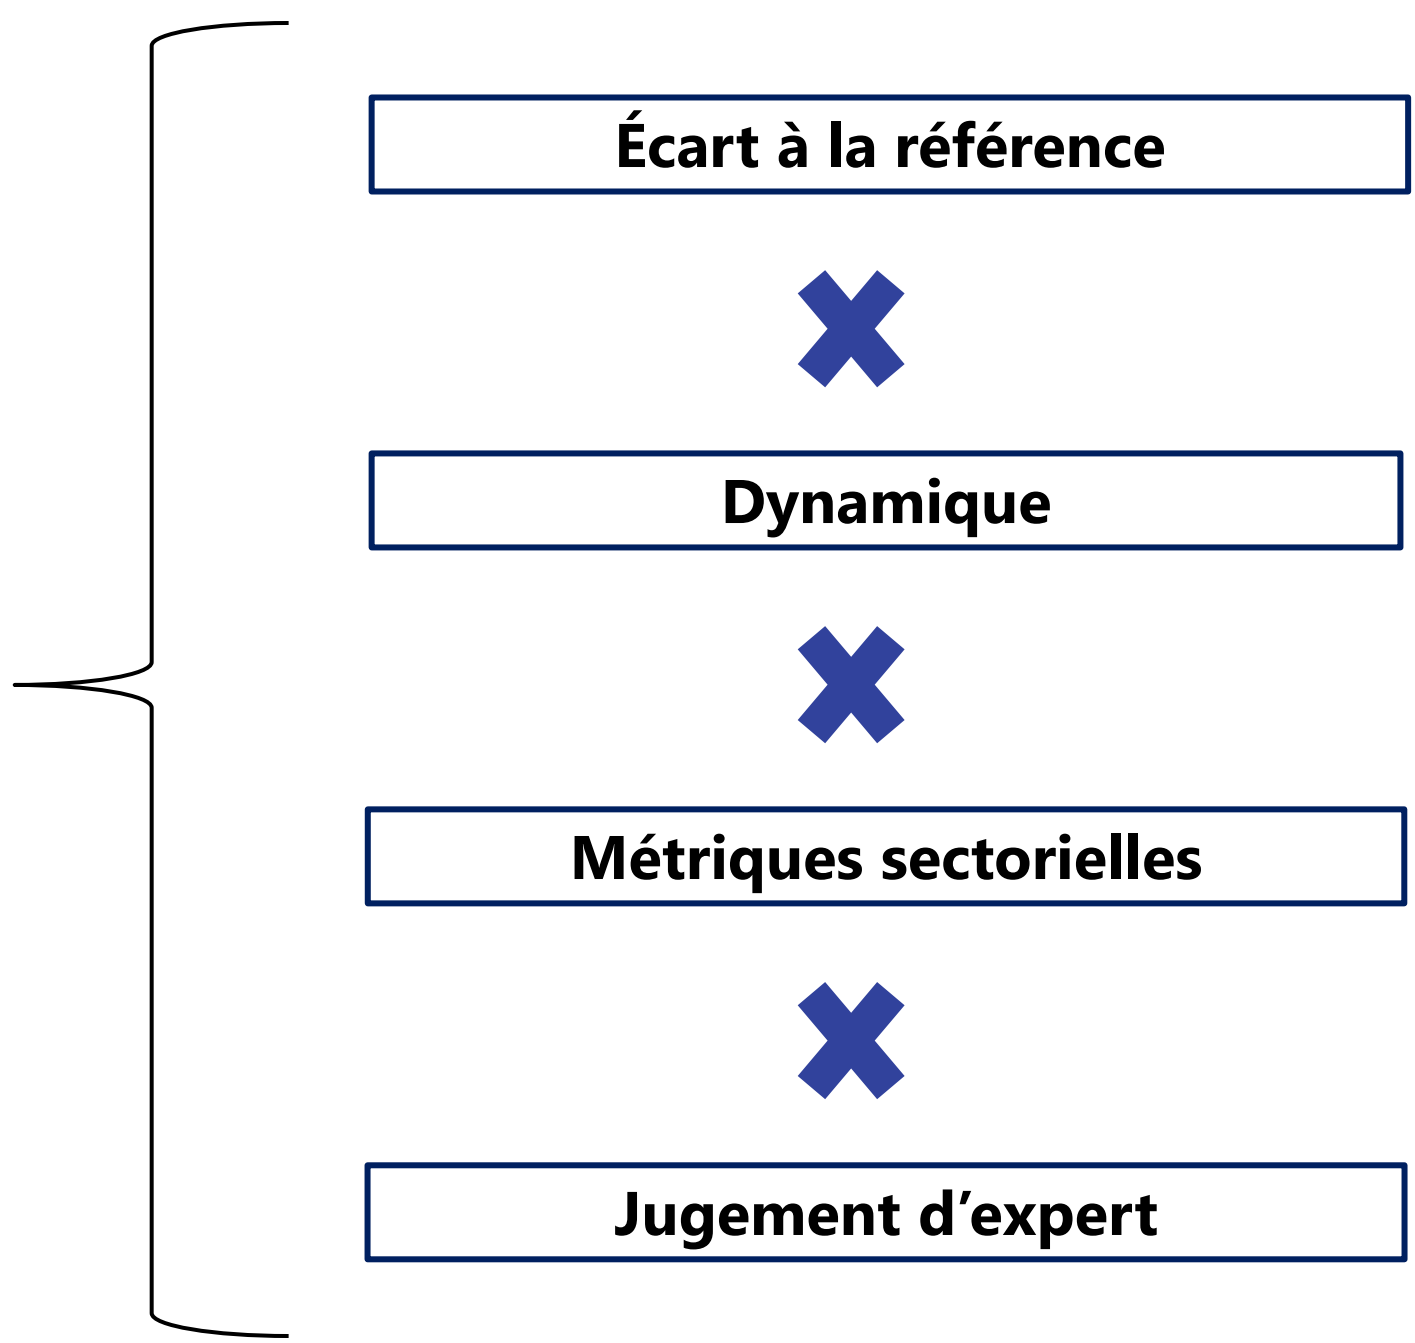 Écart à la référence
Dynamique
Métriques sectorielles
Jugement d’expert